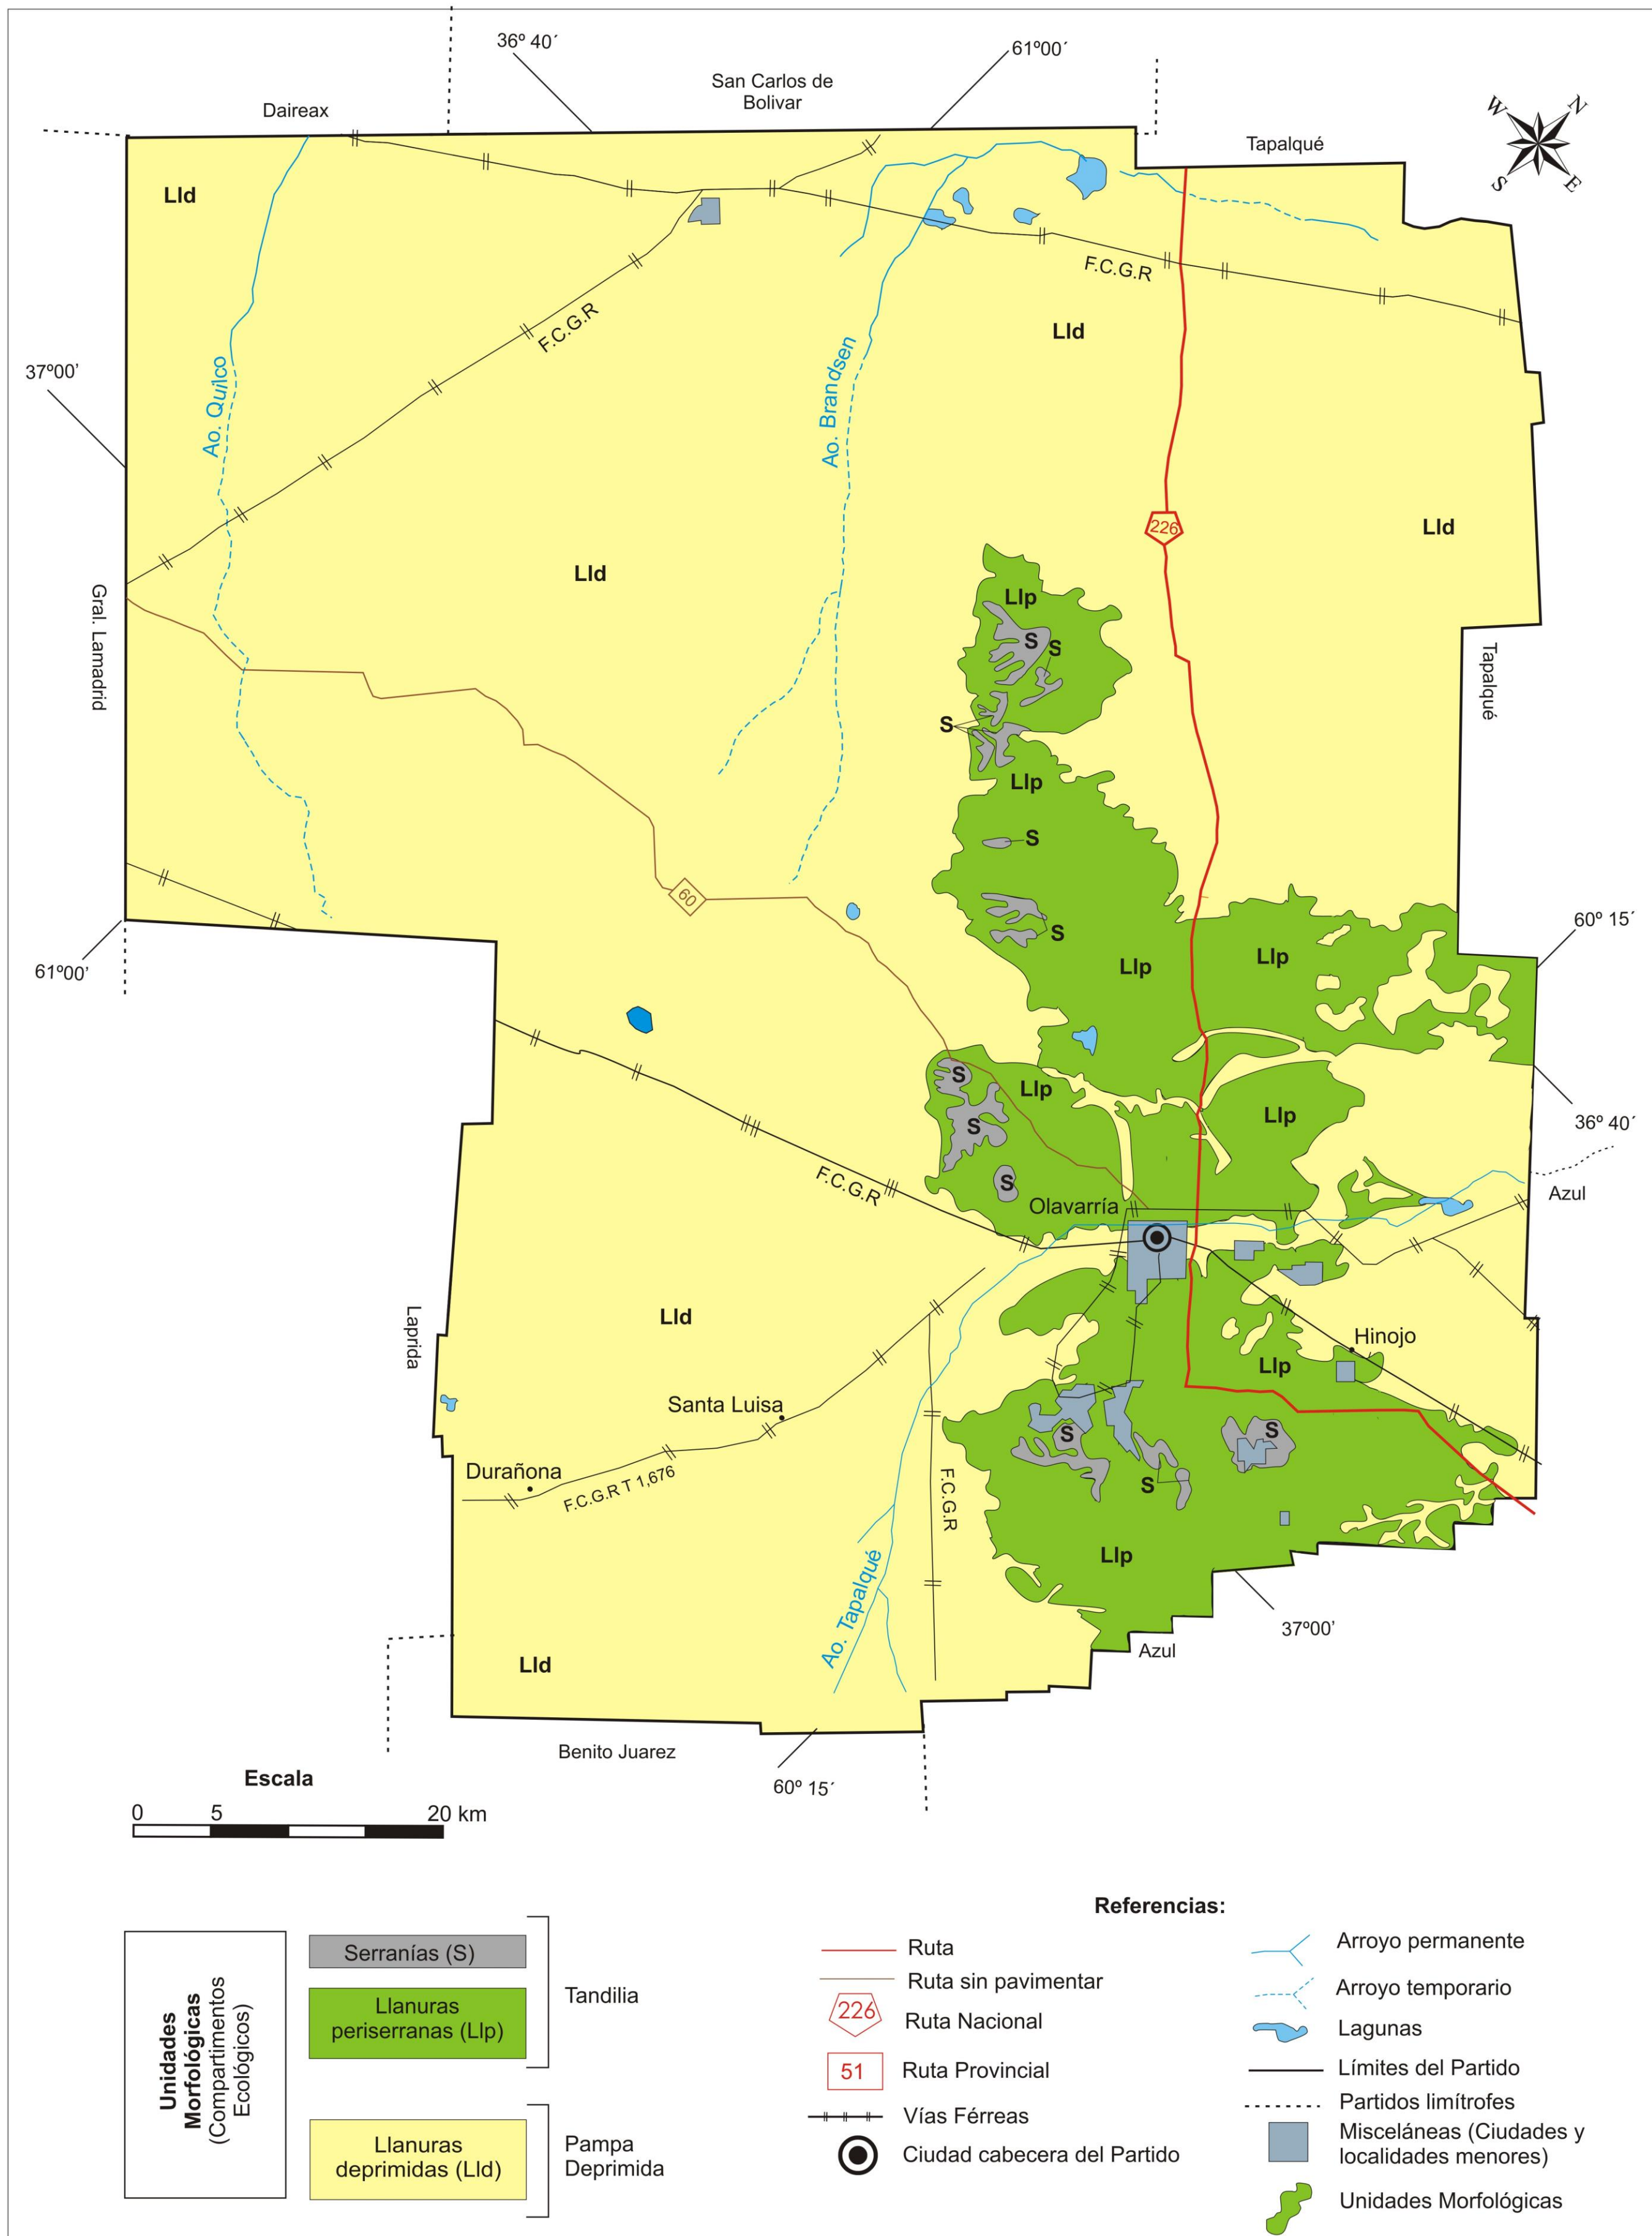 36º 40´
61º00´
San Carlos de
Bolivar
Daireax
Tapalqué
N
W
S
E
Lld
F.C.G.R
F.C.G.R
Lld
Ao. Quilco
Ao. Brandsen
37º00'
226
Lld
Lld
Gral. Lamadrid
Llp
S
S
Tapalqué
S
Llp
S
60
S
60º 15´
Llp
Llp
61º00'
S
Llp
Llp
36º 40´
S
F.C.G.R
S
Azul
Olavarría
Lld
Laprida
Hinojo
Llp
Santa Luisa
S
S
Durañona
F.C.G.R T 1,676
F.C.G.R
S
Llp
Ao. Tapalqué
37º00'
Azul
Lld
Benito Juarez
60º 15´
Escala
0
5
20 km
Unidades
Morfológicas
(Compartimentos
Ecológicos)
Serranías (S)
Llanuras
periserranas (Llp)
Tandilia
Llanuras
deprimidas (Lld)
Pampa
Deprimida
Referencias:
Ruta
Ruta sin pavimentar
226
Ruta Nacional
51
Ruta Provincial
Vías Férreas
Ciudad cabecera del Partido
Arroyo permanente
Arroyo temporario
Lagunas
Límites del Partido
Partidos limítrofes
Misceláneas (Ciudades y
localidades menores)
Unidades Morfológicas